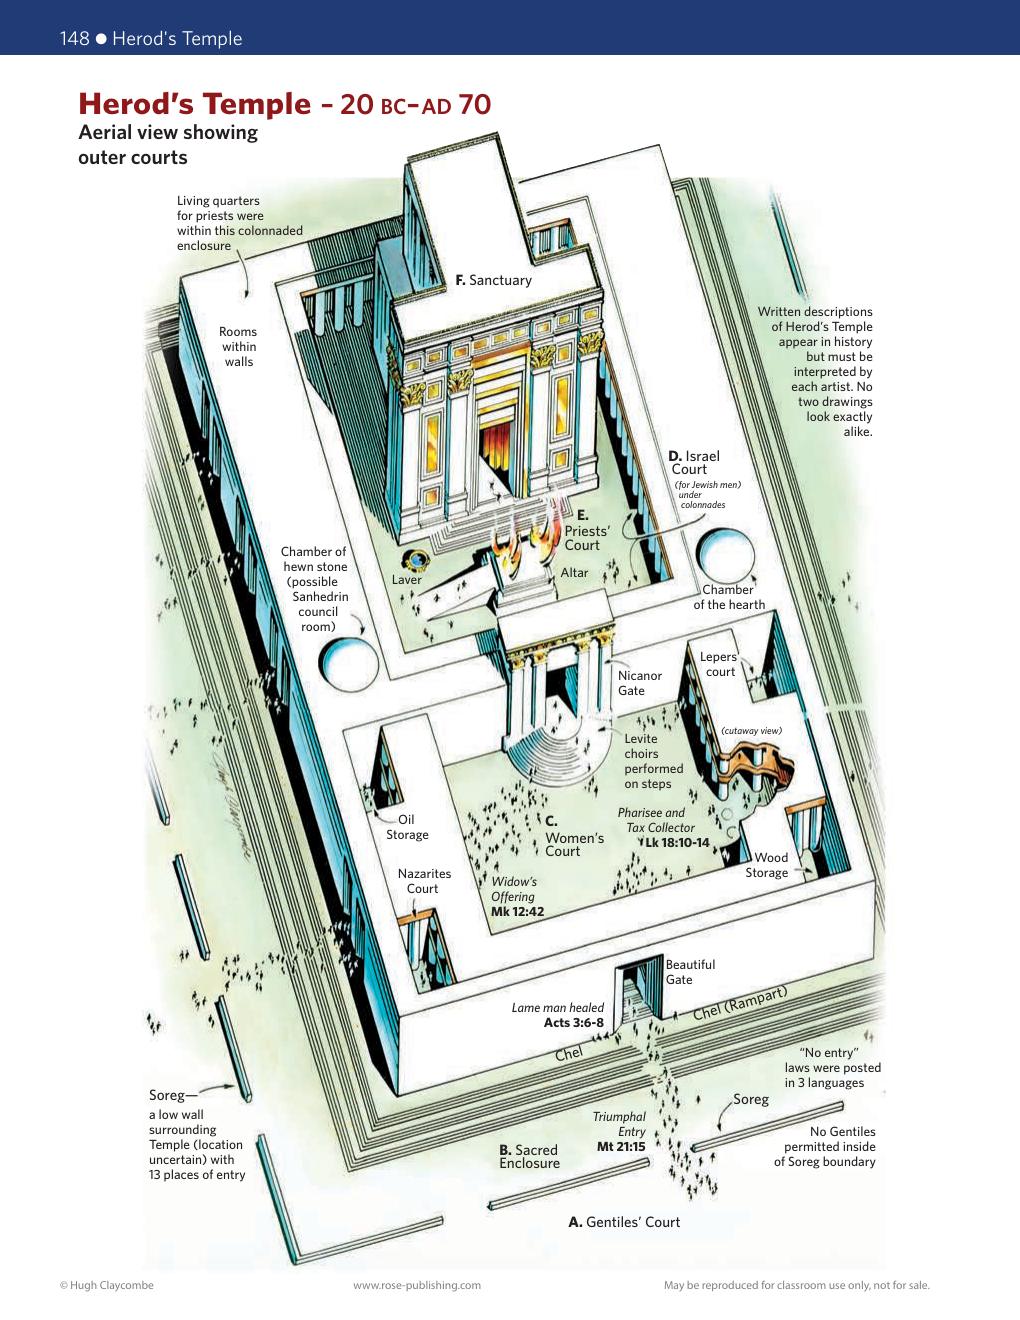 148 ● Herod's Temple
Herod's Temple – 20 BC–AD 70
Aerial view showing
outer courts
Living quarters
for priests were
within this colonnaded
enclosure
F. Sanctuary
Rooms
within
walls
Written descriptions
of Herod's Temple
appear in history
but must be
interpreted by
each artist. No
two drawings
look exactly
alike.
D. Israel
Court
(for Jewish men)
under
colonnades
E.
Priests'
Court
Altar
Laver
Chamber of
hewn stone
(possible
Sanhedrin
council
room)
Chamber
of the hearth
Lepers'
court
Nicanor
Gate
(cutaway view)
Levite
choirs
performed
on steps
Oil
Storage
C.
Women's
Court
Pharisee and
Tax Collector
Lk 18:10-14
Wood
Storage
Nazarites
Court
Widow's
Offering
Mk 12:42
Beautiful
Gate
Lame man healed
Acts 3:6-8
Chel (Rampart)
Chel
"No entry"
laws were posted
in 3 languages
Soreg—
a low wall
surrounding
Temple (location
uncertain) with
13 places of entry
Soreg
Triumphal
Entry
Mt 21:15
No Gentiles
permitted inside
of Soreg boundary
B. Sacred
Enclosure
A. Gentiles' Court
© Hugh Claycombe
www.rose-publishing.com
May be reproduced for classroom use only, not for sale.